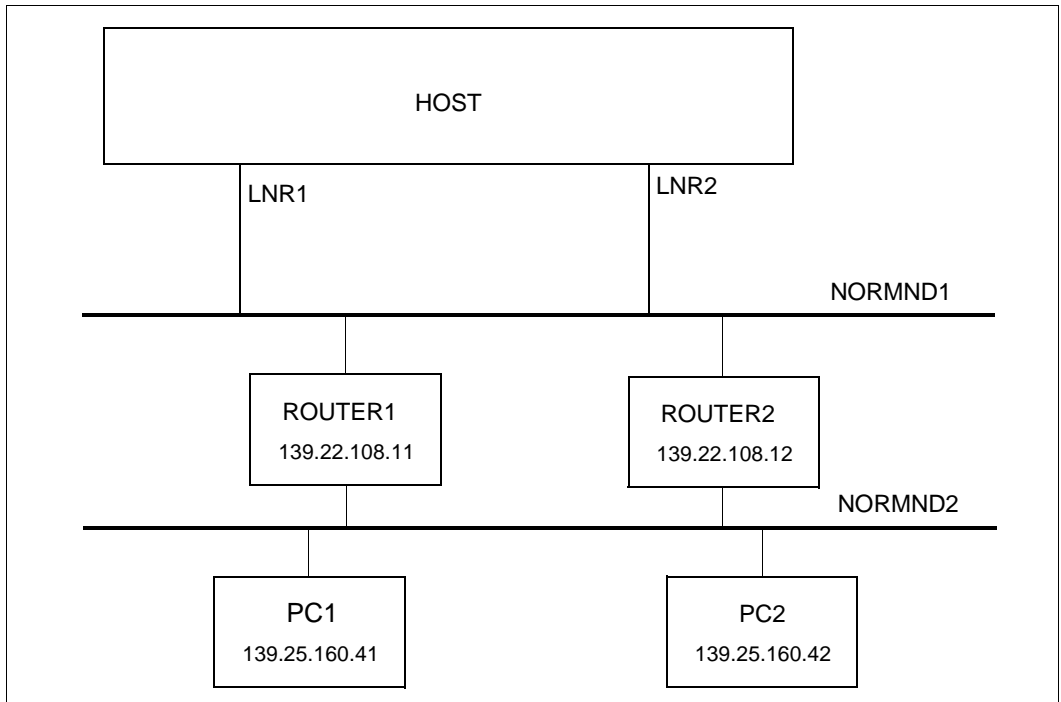 HOST
LNR1
LNR2
NORMND1
ROUTER1
139.22.108.11
ROUTER2
139.22.108.12
NORMND2
PC1
139.25.160.41
PC2
139.25.160.42